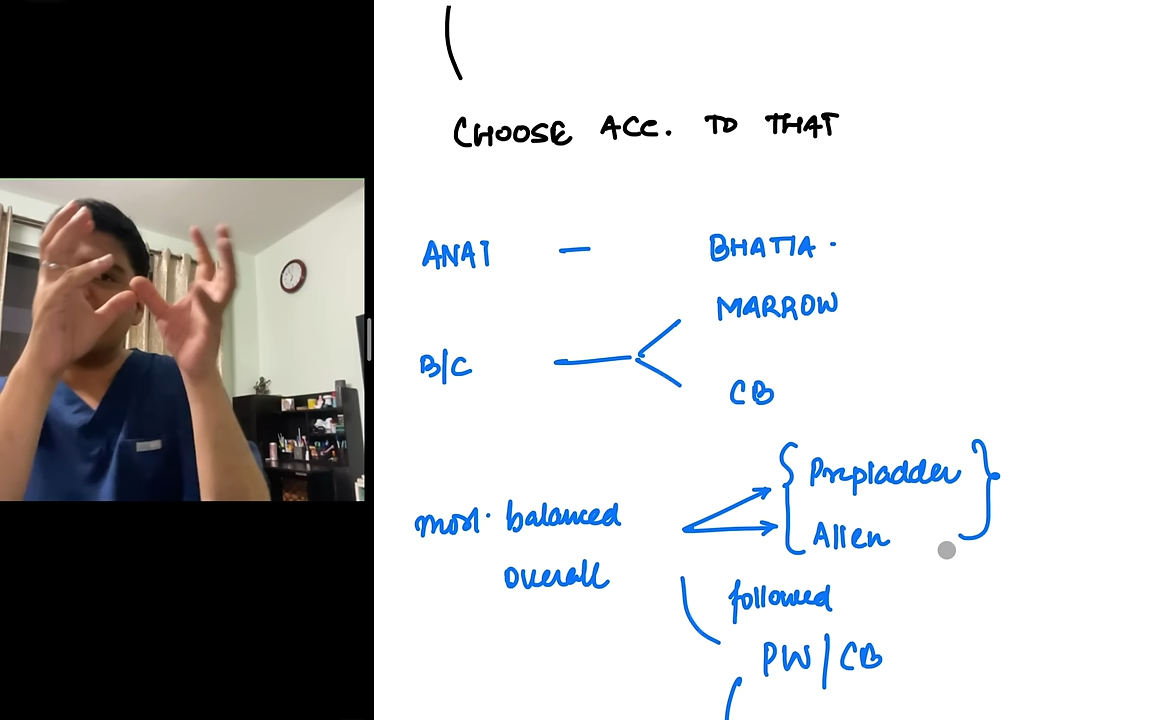 CHOOSE ACC. TO THAT
ANAT — BHATIA.
MARROW
B/C
CB
Prepladder
most balanced
Allen
overall
followed
PW/CB